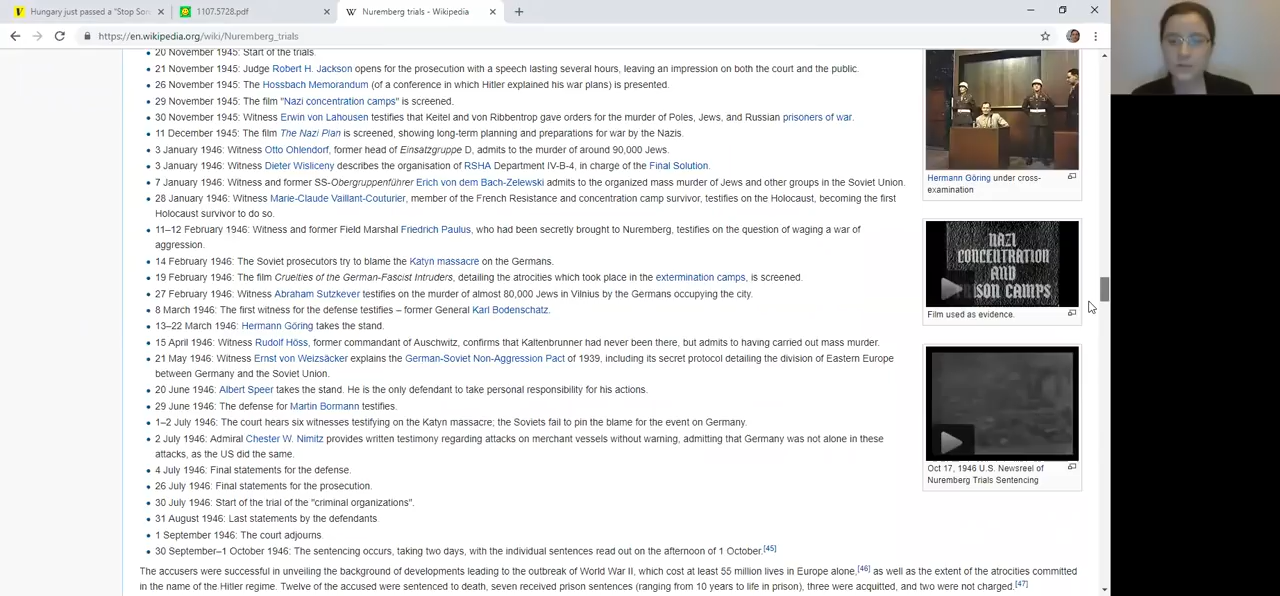 Hungary just passed a "Stop Sor
1107.5728.pdf
Nuremberg trials - Wikipedia
https://en.wikipedia.org/wiki/Nuremberg_trials
20 November 1945: Start of the trials.
21 November 1945: Judge Robert H. Jackson opens for the prosecution with a speech lasting several hours, leaving an impression on both the court and the public.
26 November 1945: The Hossbach Memorandum (of a conference in which Hitler explained his war plans) is presented.
29 November 1945: The film "Nazi concentration camps" is screened.
30 November 1945: Witness Erwin von Lahousen testifies that Keitel and von Ribbentrop gave orders for the murder of Poles, Jews, and Russian prisoners of war.
11 December 1945: The film The Nazi Plan is screened, showing long-term planning and preparations for war by the Nazis.
3 January 1946: Witness Otto Ohlendorf, former head of Einsatzgruppe D, admits to the murder of around 90,000 Jews.
3 January 1946: Witness Dieter Wisliceny describes the organisation of RSHA Department IV-B-4, in charge of the Final Solution.
7 January 1946: Witness and former SS-Obergruppenführer Erich von dem Bach-Zelewski admits to the organized mass murder of Jews and other groups in the Soviet Union.
28 January 1946: Witness Marie-Claude Vaillant-Couturier, member of the French Resistance and concentration camp survivor, testifies on the Holocaust, becoming the first
Holocaust survivor to do so.
11–12 February 1946: Witness and former Field Marshal Friedrich Paulus, who had been secretly brought to Nuremberg, testifies on the question of waging a war of
aggression.
14 February 1946: The Soviet prosecutors try to blame the Katyn massacre on the Germans.
19 February 1946: The film Cruelties of the German-Fascist Intruders, detailing the atrocities which took place in the extermination camps, is screened.
27 February 1946: Witness Abraham Sutzkever testifies on the murder of almost 80,000 Jews in Vilnius by the Germans occupying the city.
8 March 1946: The first witness for the defense testifies – former General Karl Bodenschatz.
13–22 March 1946: Hermann Göring takes the stand.
15 April 1946: Witness Rudolf Höss, former commandant of Auschwitz, confirms that Kaltenbrunner had never been there, but admits to having carried out mass murder.
21 May 1946: Witness Ernst von Weizsäcker explains the German-Soviet Non-Aggression Pact of 1939, including its secret protocol detailing the division of Eastern Europe
between Germany and the Soviet Union.
20 June 1946: Albert Speer takes the stand. He is the only defendant to take personal responsibility for his actions.
29 June 1946: The defense for Martin Bormann testifies.
1–2 July 1946: The court hears six witnesses testifying on the Katyn massacre; the Soviets fail to pin the blame for the event on Germany.
2 July 1946: Admiral Chester W. Nimitz provides written testimony regarding attacks on merchant vessels without warning, admitting that Germany was not alone in these
attacks, as the US did the same.
4 July 1946: Final statements for the defense.
26 July 1946: Final statements for the prosecution.
30 July 1946: Start of the trial of the "criminal organizations".
31 August 1946: Last statements by the defendants.
1 September 1946: The court adjourns.
30 September–1 October 1946: The sentencing occurs, taking two days, with the individual sentences read out on the afternoon of 1 October.[45]
The accusers were successful in unveiling the background of developments leading to the outbreak of World War II, which cost at least 55 million lives in Europe alone,[46] as well as the extent of the atrocities committed
in the name of the Hitler regime. Twelve of the accused were sentenced to death, seven received prison sentences (ranging from 10 years to life in prison), three were acquitted, and two were not charged.[47]
Hermann Göring under cross-
examination
NAZI
CONCENTRATION
AND
SON CAMPS
Film used as evidence.
Oct 17, 1946 U.S. Newsreel of
Nuremberg Trials Sentencing